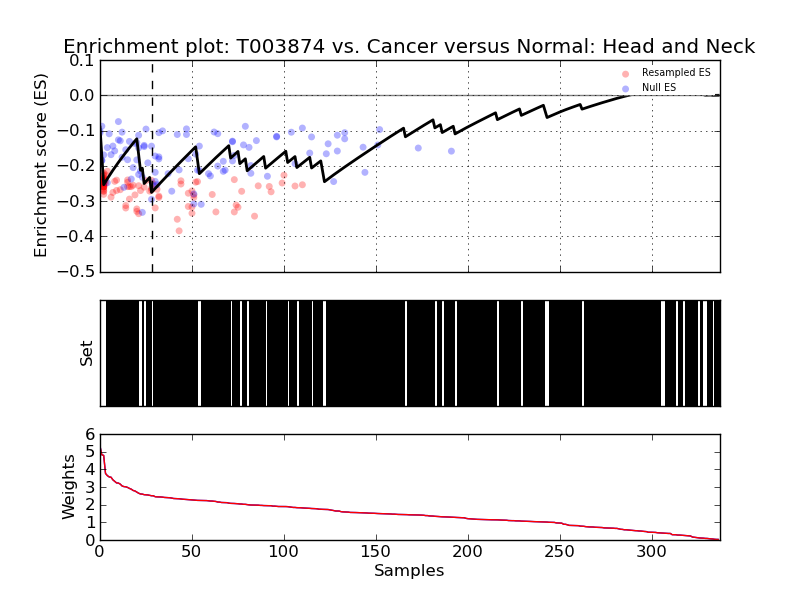 Enrichment plot: T003874 vs. Cancer versus Normal: Head and Neck
Enrichment score (ES)
0.1
0.0
−0.1
−0.2
−0.3
−0.4
−0.5
Resampled ES
Null ES
Set
Weights
6
5
4
3
2
1
0
0 50 100 150 200 250 300
Samples